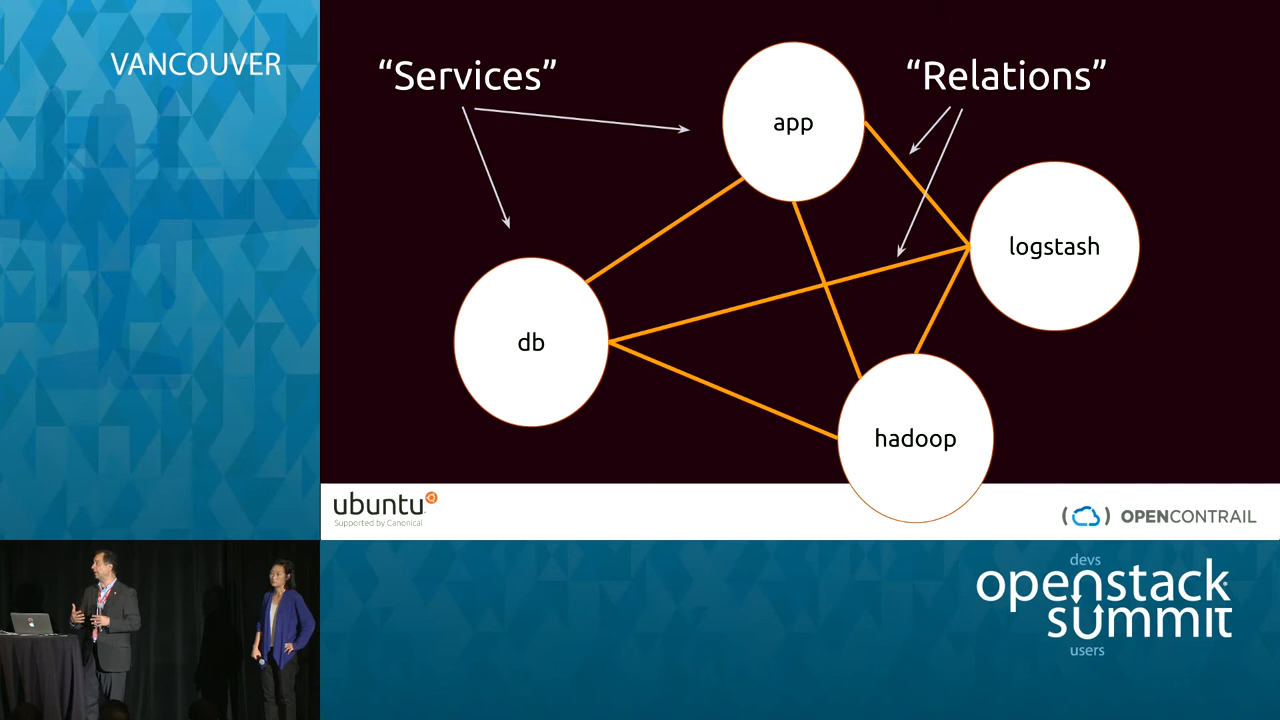 VANCOUVER
“Services”
“Relations”
app
logstash
db
hadoop
ubuntu
Supported by Canonical
OPENCONTRAIL
devs
openstack
summit
users